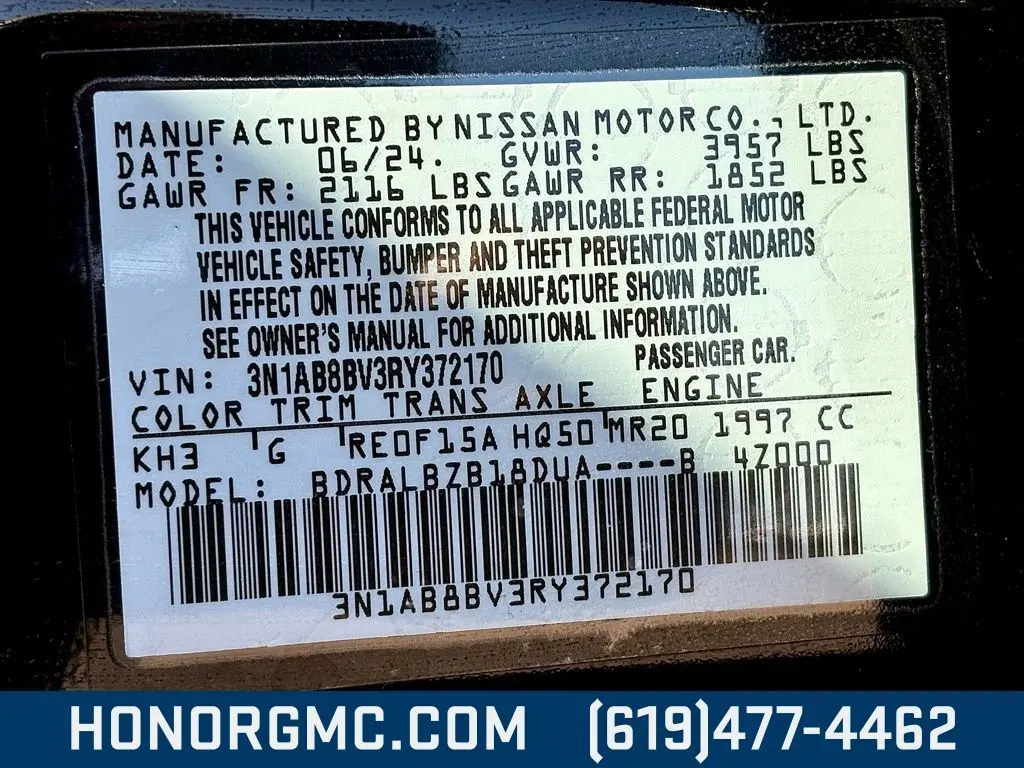 MANUFACTURED BY NISSAN MOTOR CO., LTD.
DATE: 06/24. GVWR: 3957 LBS
GAWR FR: 2116 LBS GAWR RR: 1852 LBS
THIS VEHICLE CONFORMS TO ALL APPLICABLE FEDERAL MOTOR
VEHICLE SAFETY, BUMPER AND THEFT PREVENTION STANDARDS
IN EFFECT ON THE DATE OF MANUFACTURE SHOWN ABOVE.
SEE OWNER'S MANUAL FOR ADDITIONAL INFORMATION.
VIN: 3N1AB8BV3RY372170 PASSENGER CAR.
COLOR TRIM TRANS AXLE ENGINE
KH3 G RE0F15A HQ50 MR20 1997 CC
MODEL: BDRALBZB18DUA----B 4Z000
3N1AB8BV3RY372170
HONORGMC.COM (619)477-4462